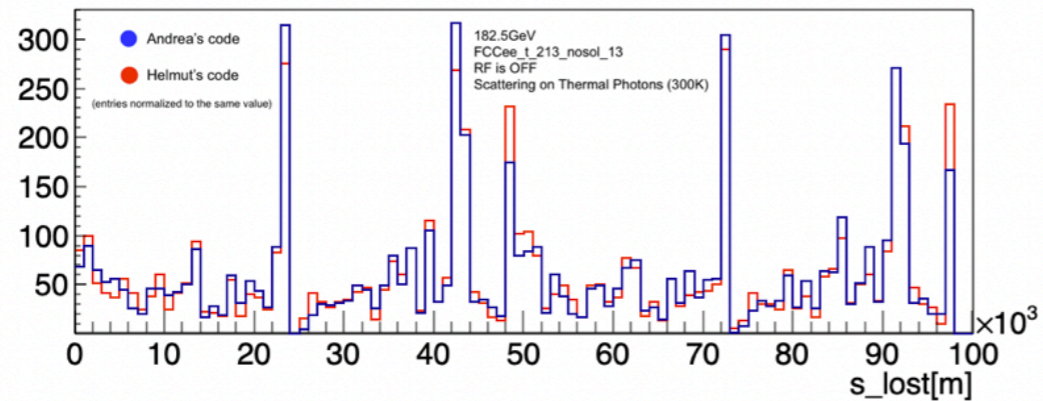 300
250
200
150
100
50
Andrea's code
Helmut's code
(entries normalized to the same value)
182.5GeV
FCCee_t_213_nosol_13
RF is OFF
Scattering on Thermal Photons (300K)
0 10 20 30 40 50 60 70 80 90 100
×10³
s_lost[m]